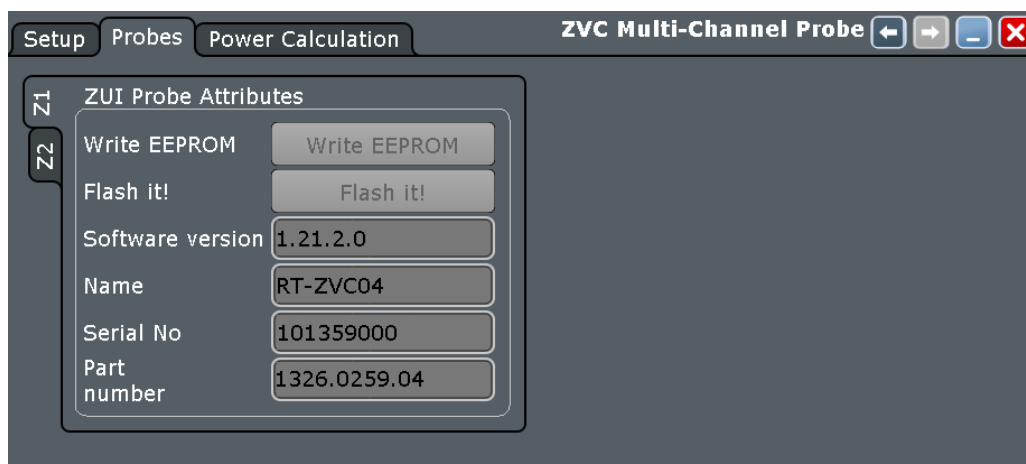 Setup Probes Power Calculation ZVC Multi-Channel Probe
Z1
Z2
ZUI Probe Attributes
Write EEPROM Write EEPROM
Flash it! Flash it!
Software version 1.21.2.0
Name RT-ZVC04
Serial No 101359000
Part
number 1326.0259.04